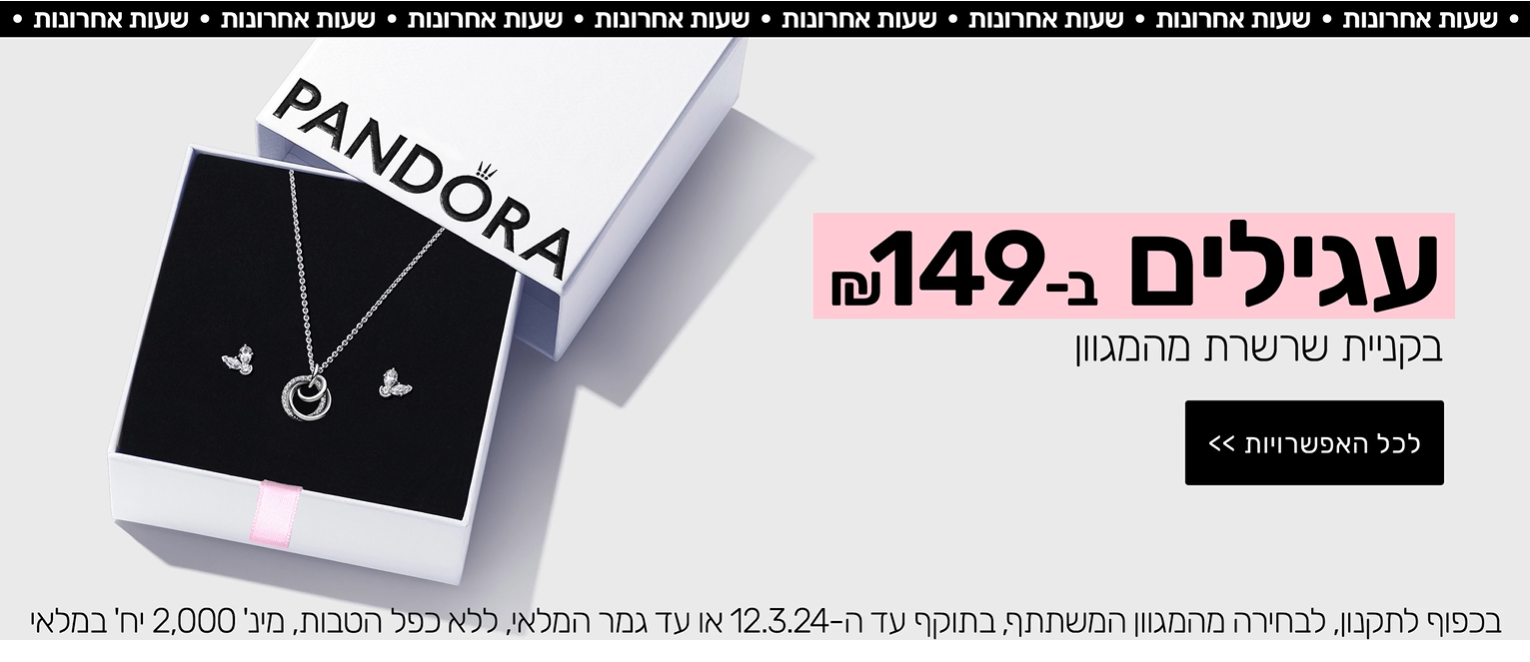 • שעות אחרונות • שעות אחרונות • שעות אחרונות • שעות אחרונות • שעות אחרונות • שעות אחרונות • שעות אחרונות • שעות אחרונות •
PANDORA
עגילים ב-149₪
בקניית שרשרת מהמגוון
לכל האפשרויות >>
בכפוף לתקנון, לבחירה מהמגוון המשתתף, בתוקף עד ה-12.3.24 או עד גמר המלאי, ללא כפל הטבות, מינ' 2,000 יח' במלאי